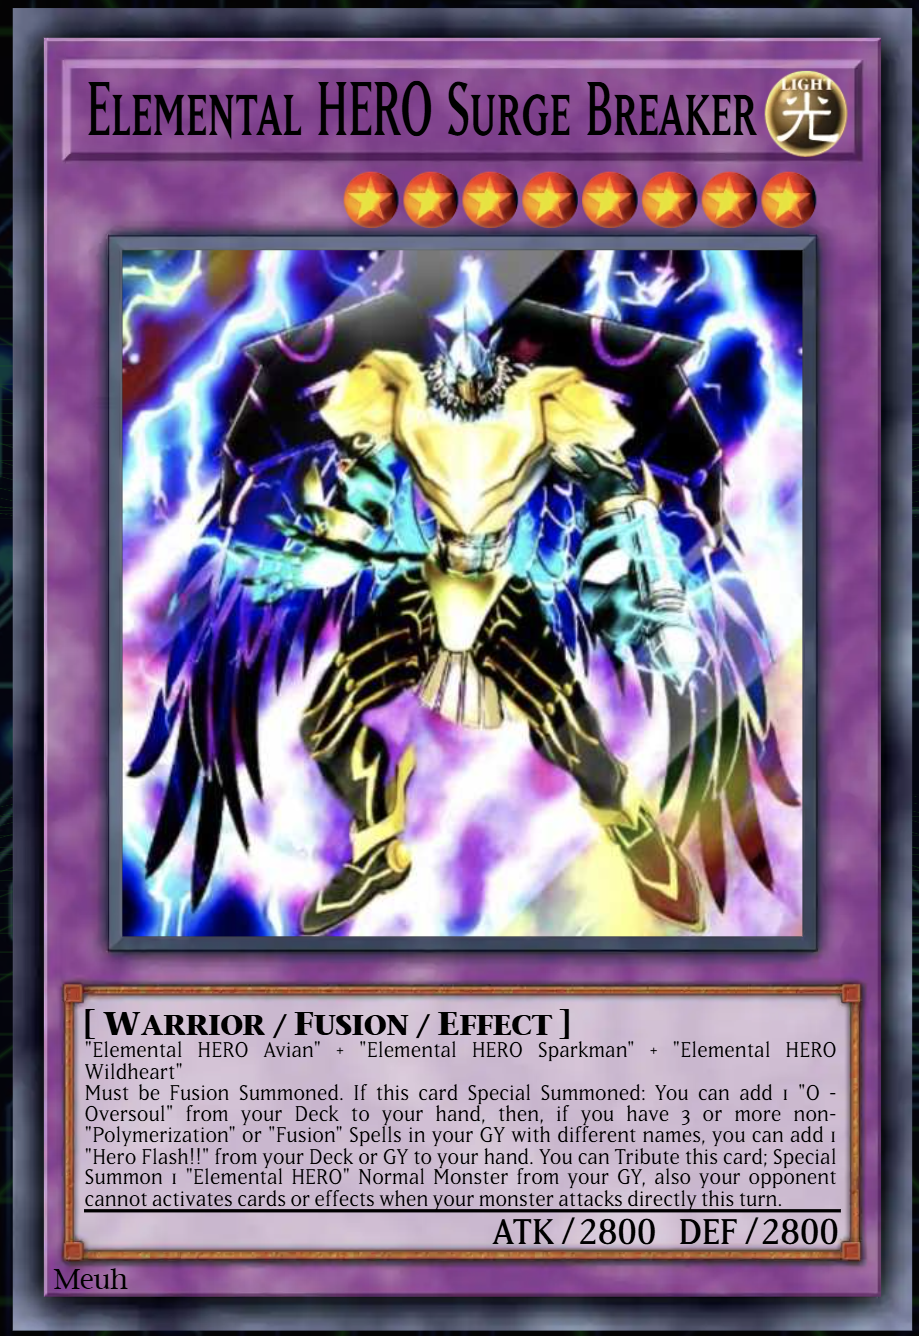 Elemental HERO Surge Breaker
LIGHT
光
[ Warrior / Fusion / Effect ]
"Elemental HERO Avian" + "Elemental HERO Sparkman" + "Elemental HERO
Wildheart"
Must be Fusion Summoned. If this card Special Summoned: You can add 1 "O -
Oversoul" from your Deck to your hand, then, if you have 3 or more non-
"Polymerization" or "Fusion" Spells in your GY with different names, you can add 1
"Hero Flash!!" from your Deck or GY to your hand. You can Tribute this card; Special
Summon 1 "Elemental HERO" Normal Monster from your GY, also your opponent
cannot activates cards or effects when your monster attacks directly this turn.
ATK / 2800 DEF / 2800
Meuh